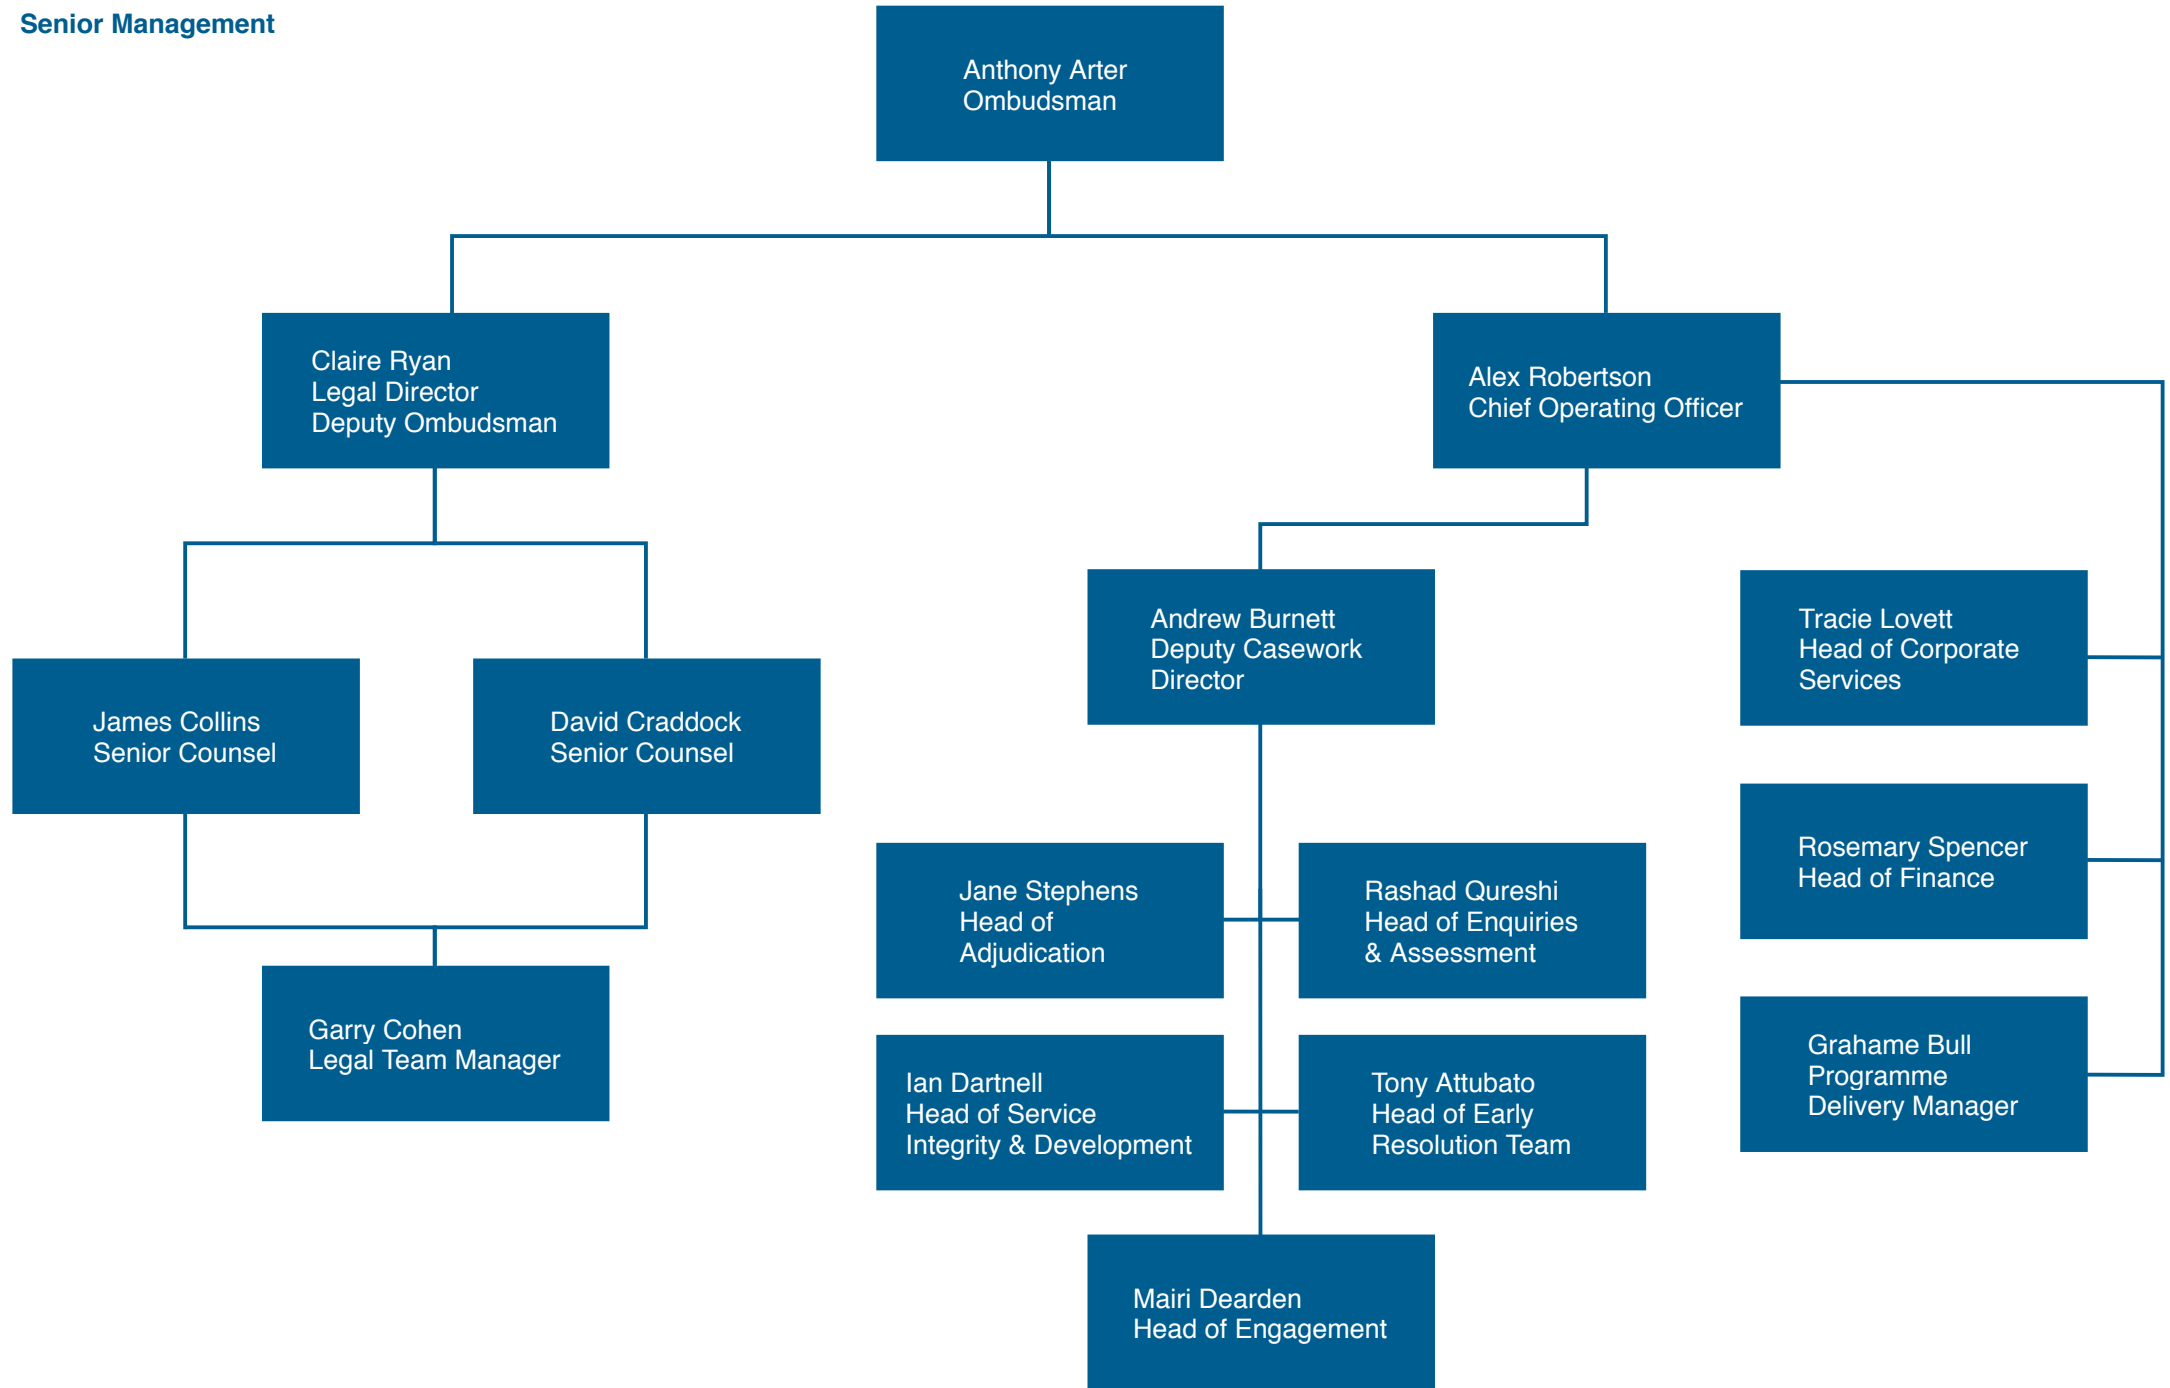 Senior Management
Anthony Arter
Ombudsman
Claire Ryan
Legal Director
Deputy Ombudsman
Alex Robertson
Chief Operating Officer
James Collins
Senior Counsel
David Craddock
Senior Counsel
Garry Cohen
Legal Team Manager
Andrew Burnett
Deputy Casework
Director
Jane Stephens
Head of
Adjudication
Rashad Qureshi
Head of Enquiries
& Assessment
Ian Dartnell
Head of Service
Integrity & Development
Tony Attubato
Head of Early
Resolution Team
Mairi Dearden
Head of Engagement
Tracie Lovett
Head of Corporate
Services
Rosemary Spencer
Head of Finance
Grahame Bull
Programme
Delivery Manager